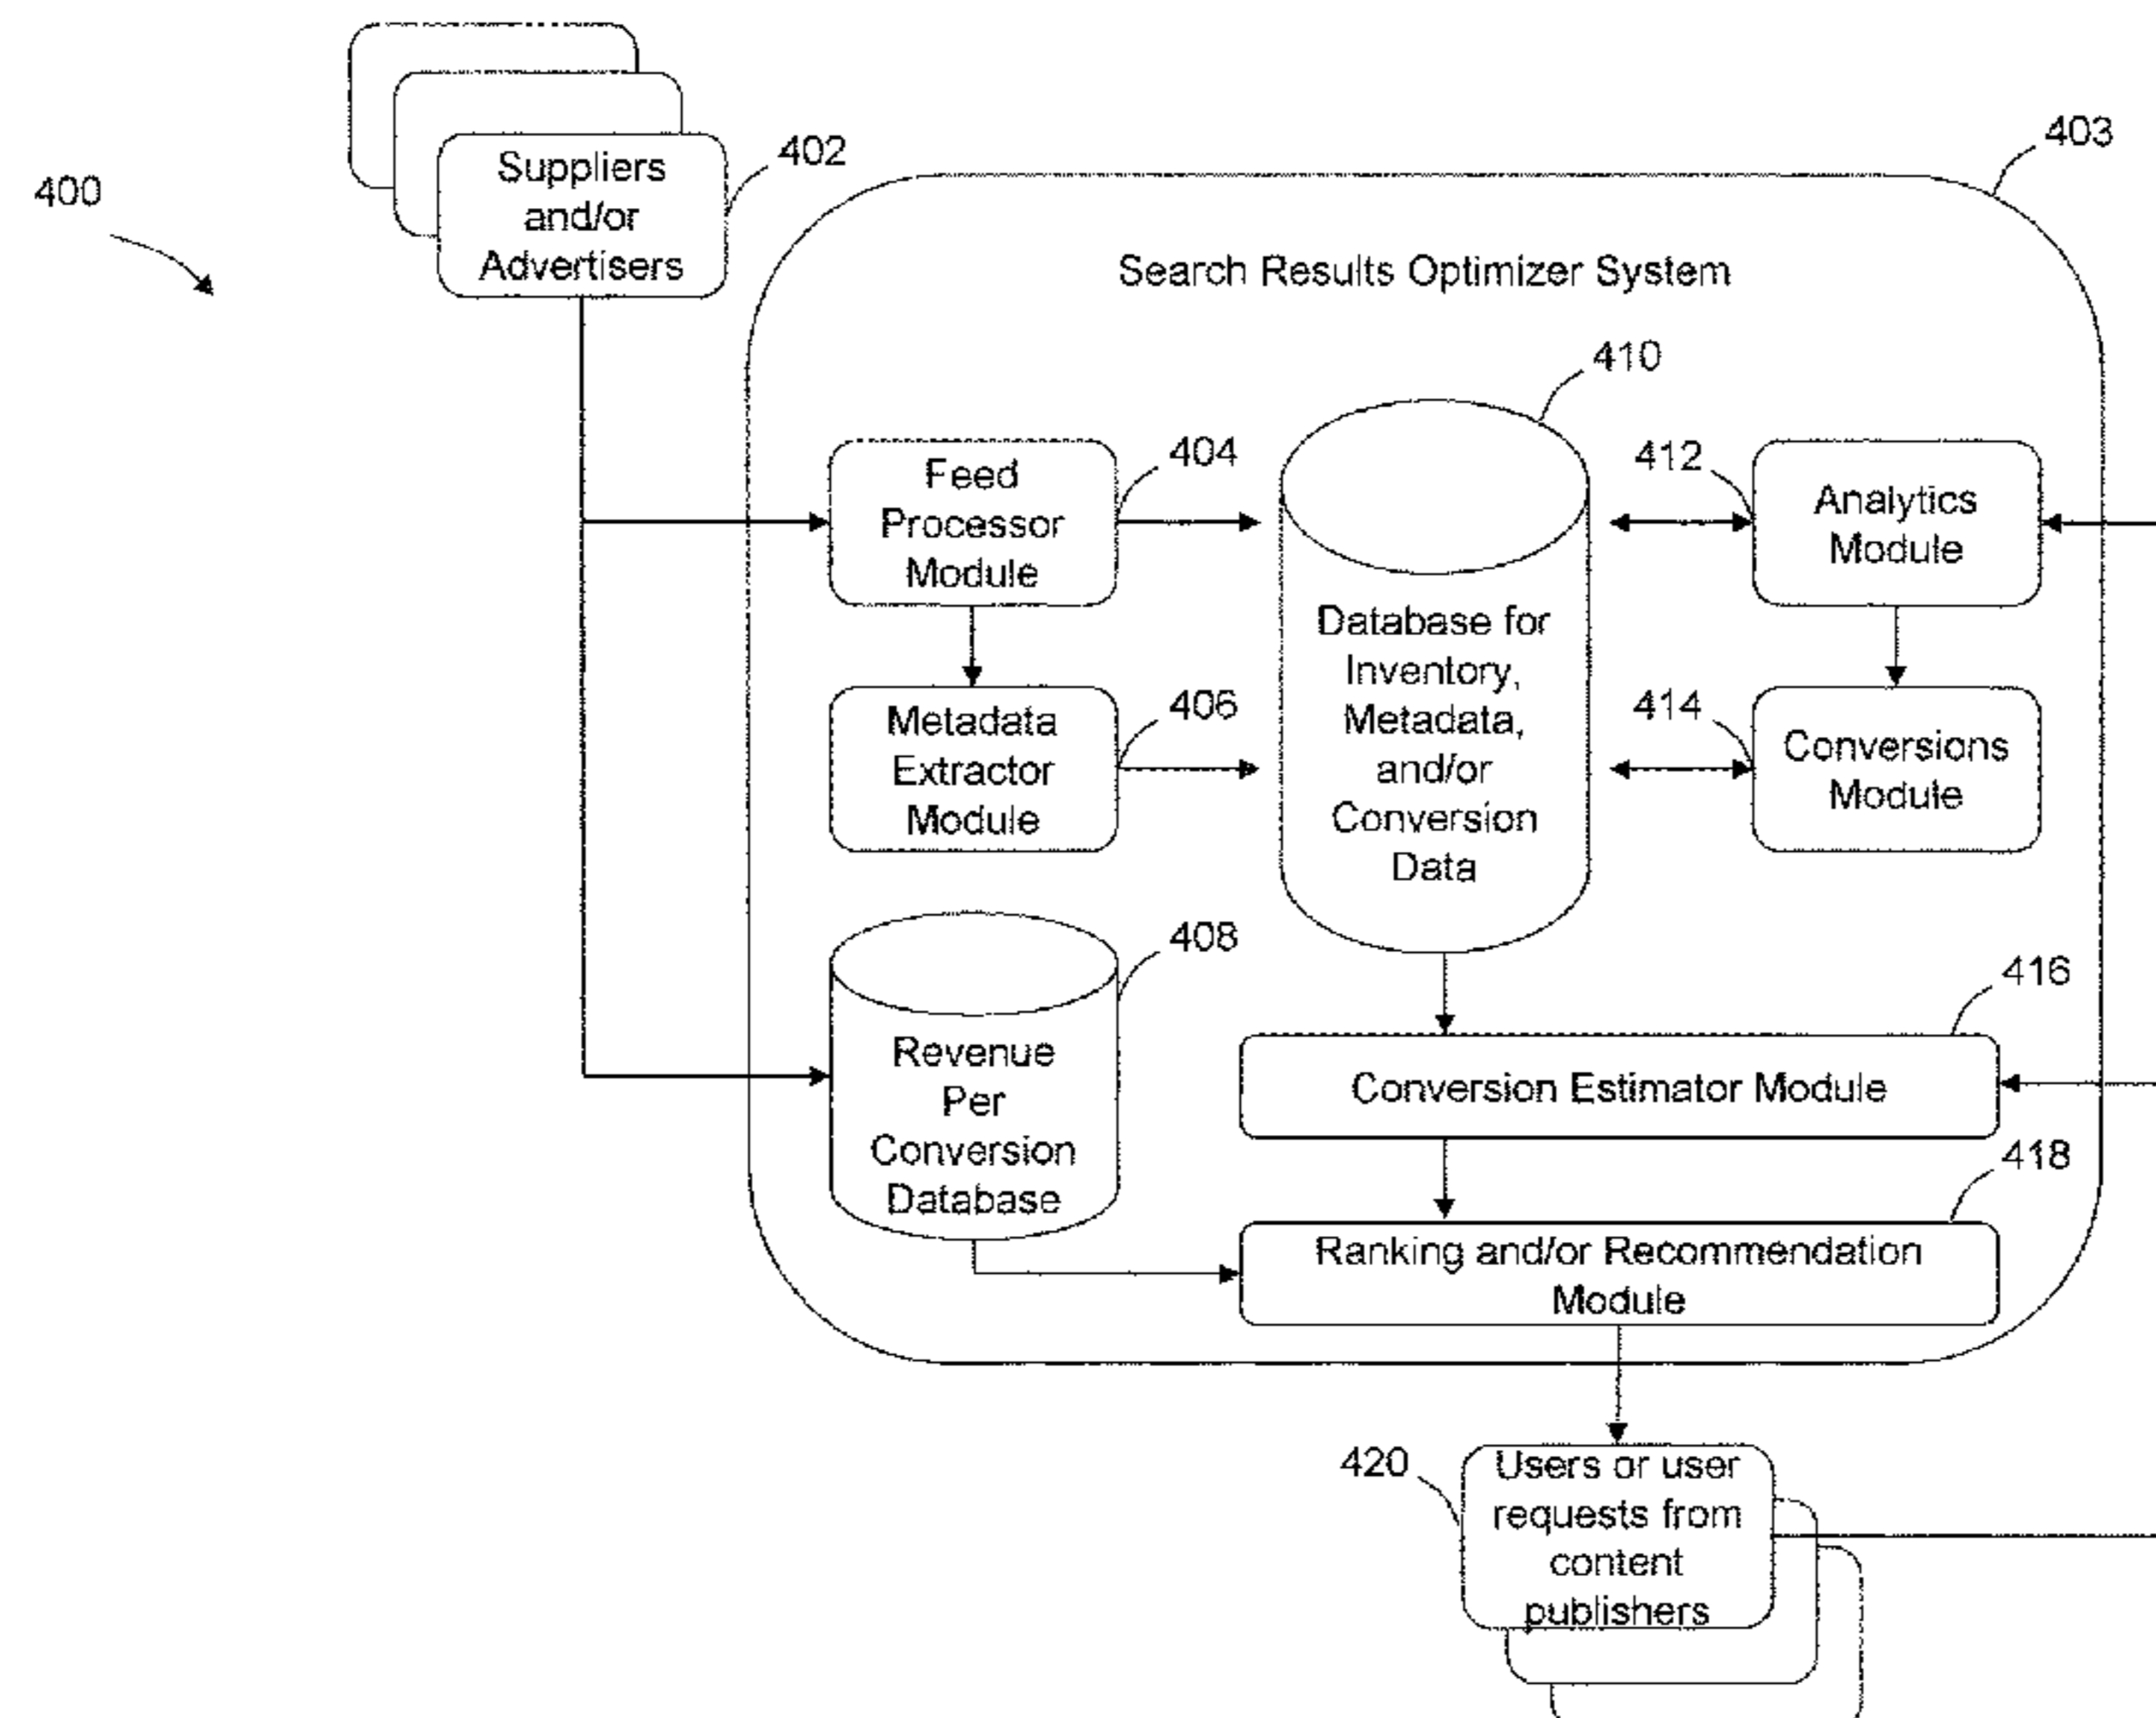 400
Suppliers
and/or
Advertisers
402
403
Search Results Optimizer System
410
Feed
Processor
Module
404
412
Analytics
Module
Database for
Inventory,
Metadata,
and/or
Conversion
Data
Metadata
Extractor
Module
406
414
Conversions
Module
408
Revenue
Per
Conversion
Database
416
Conversion Estimator Module
418
Ranking and/or Recommendation
Module
420
Users or user
requests from
content
publishers